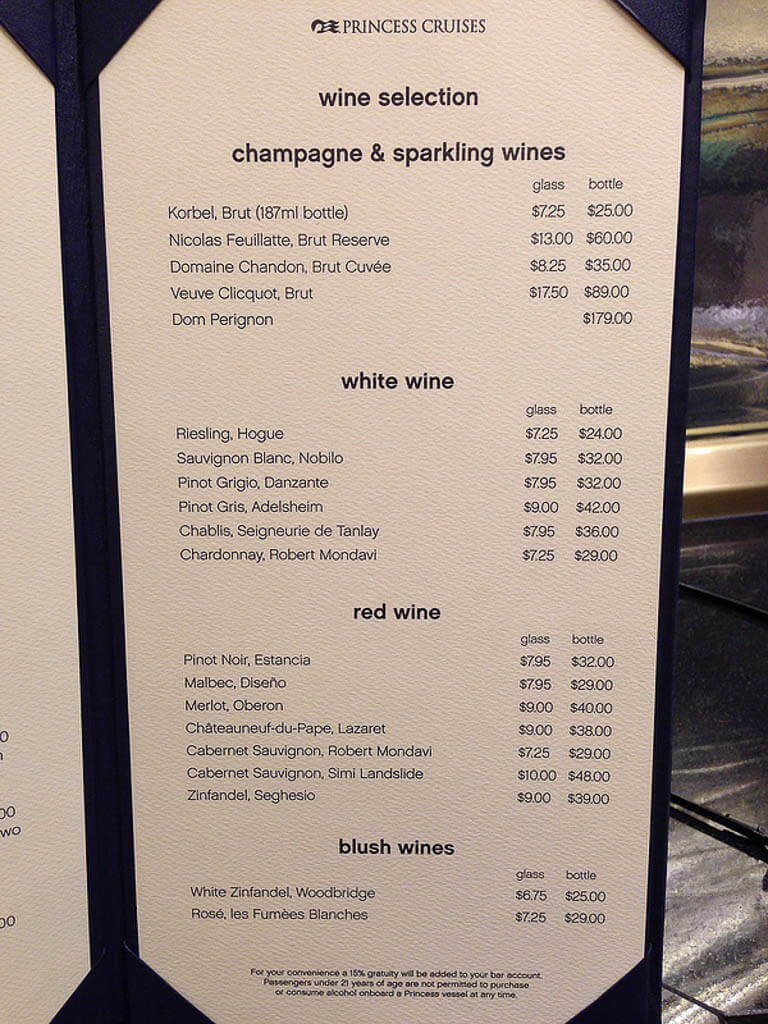 PRINCESS CRUISES
wine selection
champagne & sparkling wines
glass bottle
Korbel, Brut (187ml bottle) $7.25 $25.00
Nicolas Feuillatte, Brut Reserve $13.00 $60.00
Domaine Chandon, Brut Cuvée $8.25 $35.00
Veuve Clicquot, Brut $17.50 $89.00
Dom Perignon $179.00
white wine
glass bottle
Riesling, Hogue $7.25 $24.00
Sauvignon Blanc, Nobilo $7.95 $32.00
Pinot Grigio, Danzante $7.95 $32.00
Pinot Gris, Adelsheim $9.00 $42.00
Chablis, Seigneurie de Tanlay $7.95 $36.00
Chardonnay, Robert Mondavi $7.25 $29.00
red wine
glass bottle
Pinot Noir, Estancia $7.95 $32.00
Malbec, Diseño $7.95 $29.00
Merlot, Oberon $9.00 $40.00
Châteauneuf-du-Pape, Lazaret $9.00 $38.00
Cabernet Sauvignon, Robert Mondavi $7.25 $29.00
Cabernet Sauvignon, Simi Landslide $10.00 $48.00
Zinfandel, Seghesio $9.00 $39.00
blush wines
glass bottle
White Zinfandel, Woodbridge $6.75 $25.00
Rosé, les Fumèes Blanches $7.25 $29.00
For your convenience a 15% gratuity will be added to your bar account.
Passengers under 21 years of age are not permitted to purchase
or consume alcohol onboard a Princess vessel at any time.